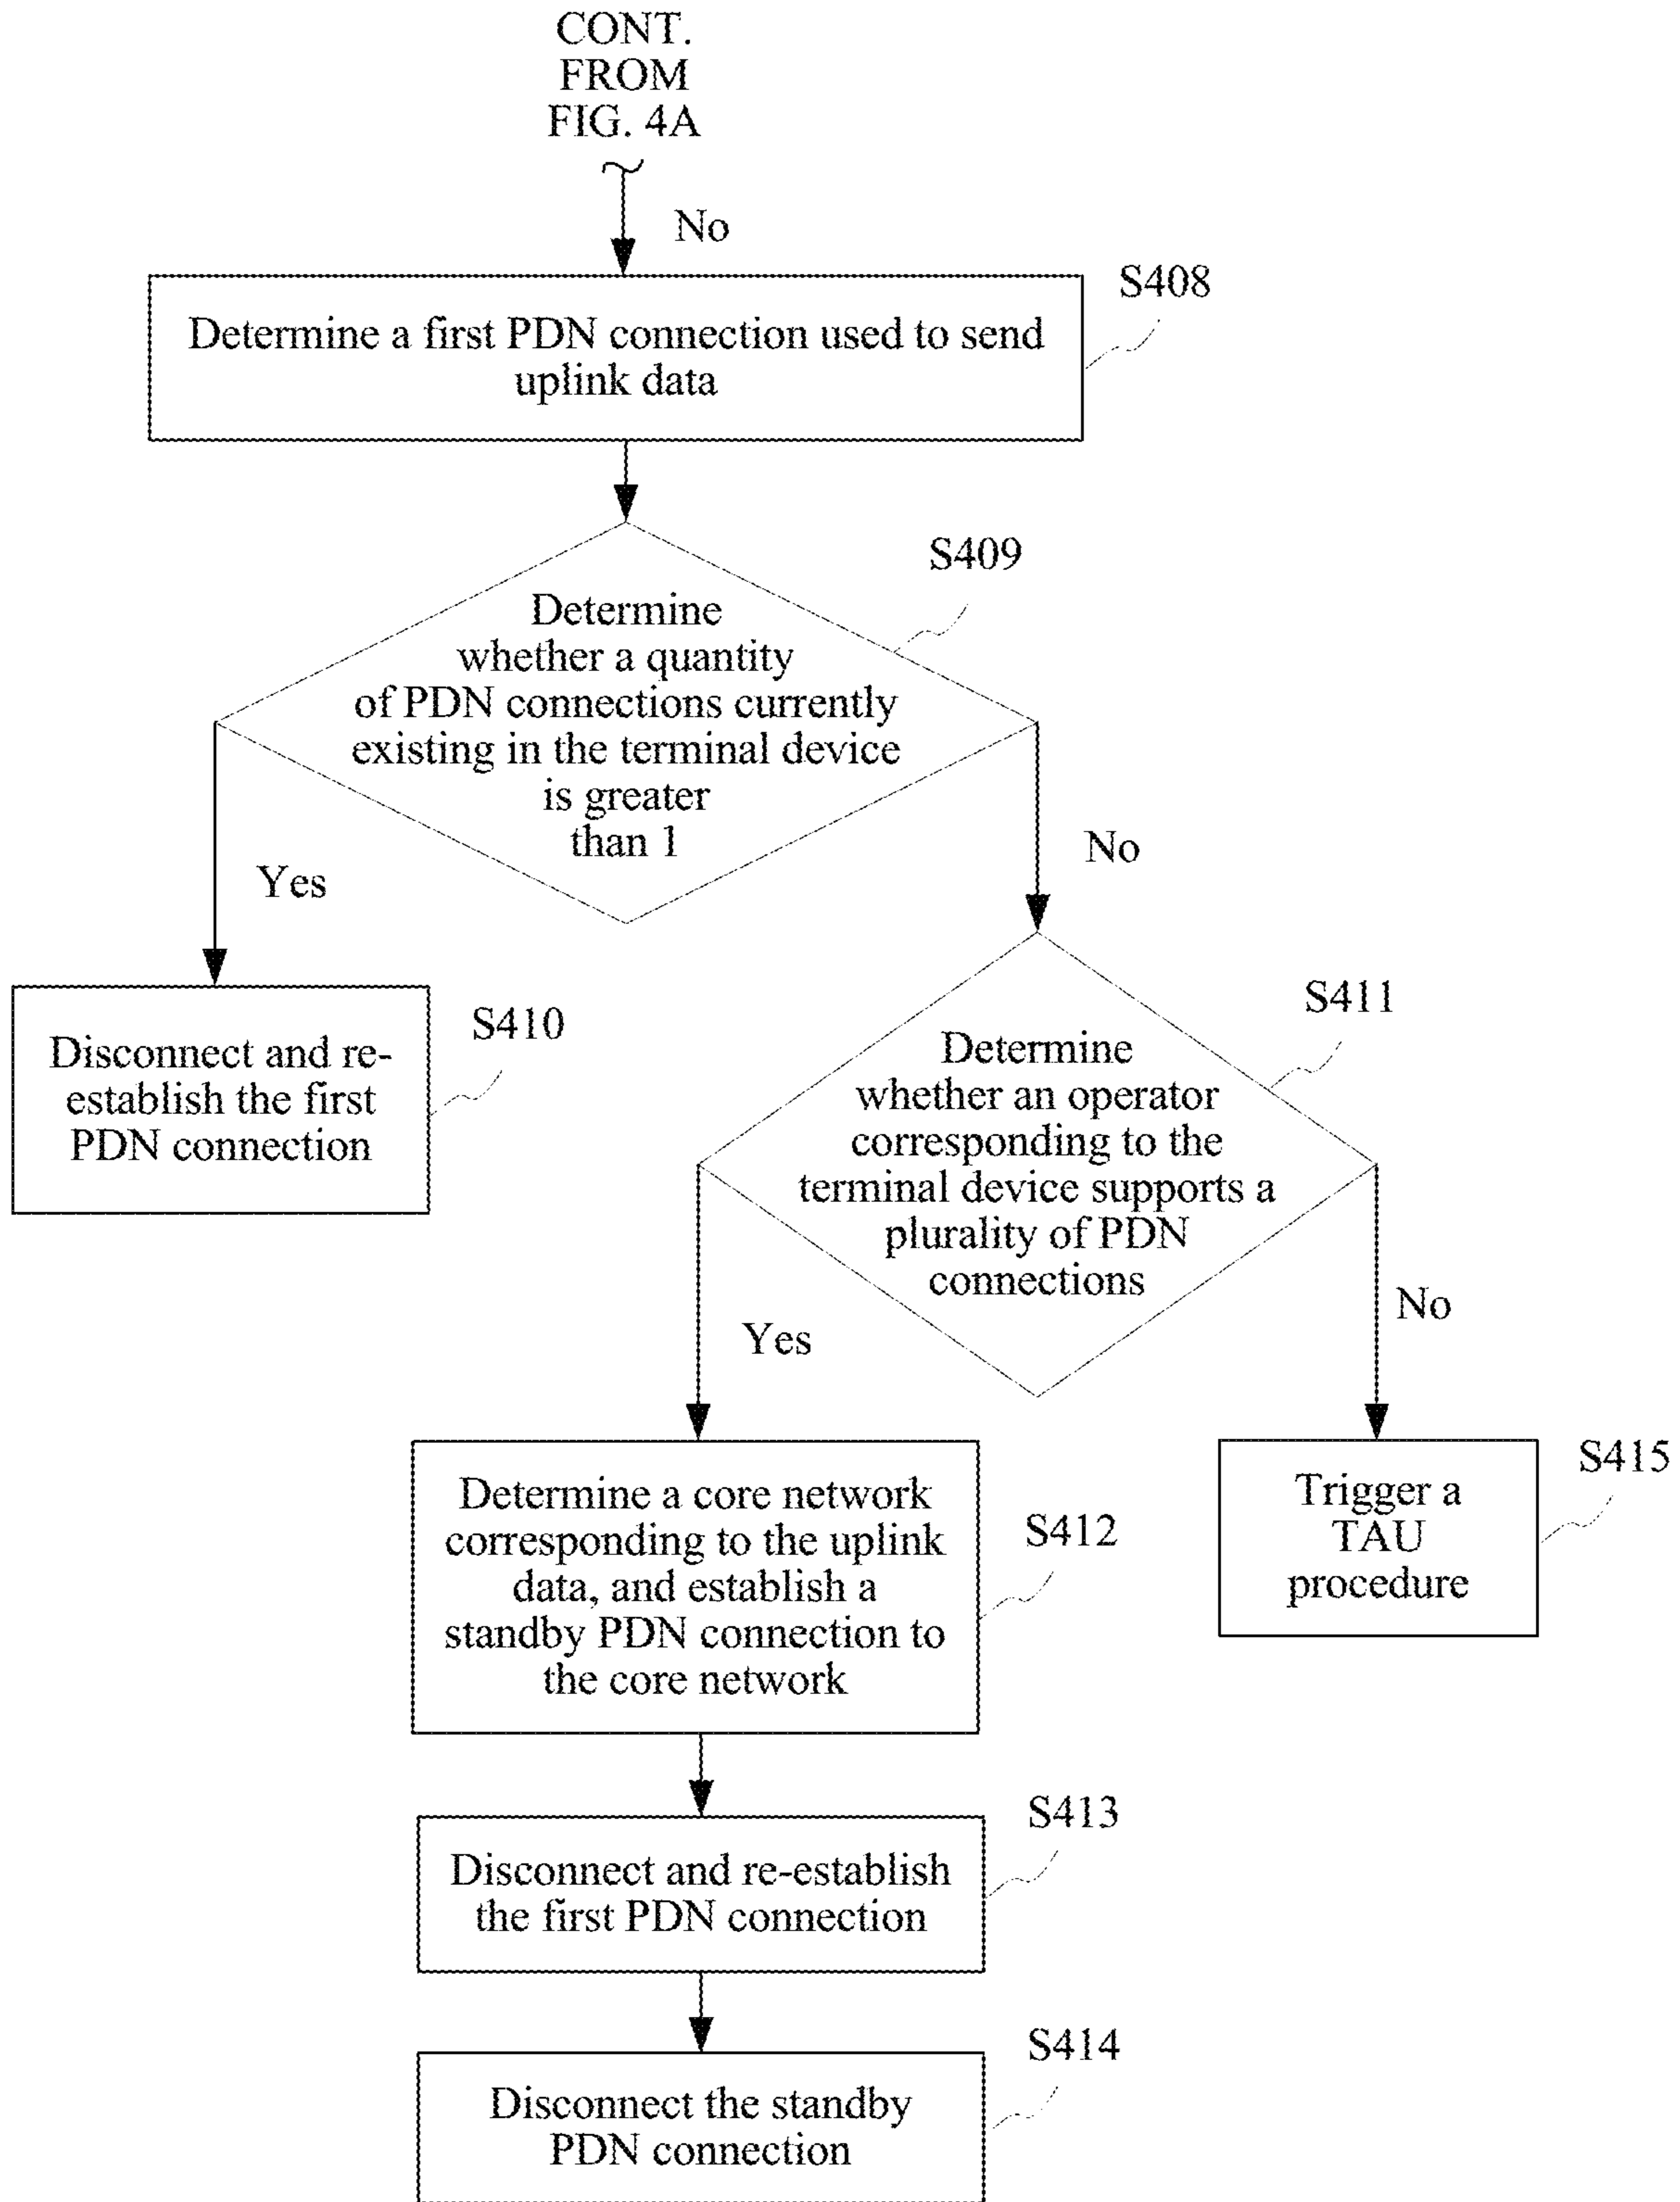 CONT.
FROM
FIG. 4A
No
S408
Determine a first PDN connection used to send
uplink data
S409
Determine
whether a quantity
of PDN connections currently
existing in the terminal device
is greater
than 1
Yes
No
S410
Disconnect and re-
establish the first
PDN connection
S411
Determine
whether an operator
corresponding to the
terminal device supports a
plurality of PDN
connections
Yes
No
S412
Determine a core network
corresponding to the uplink
data, and establish a
standby PDN connection to
the core network
S415
Trigger a
TAU
procedure
S413
Disconnect and re-establish
the first PDN connection
S414
Disconnect the standby
PDN connection